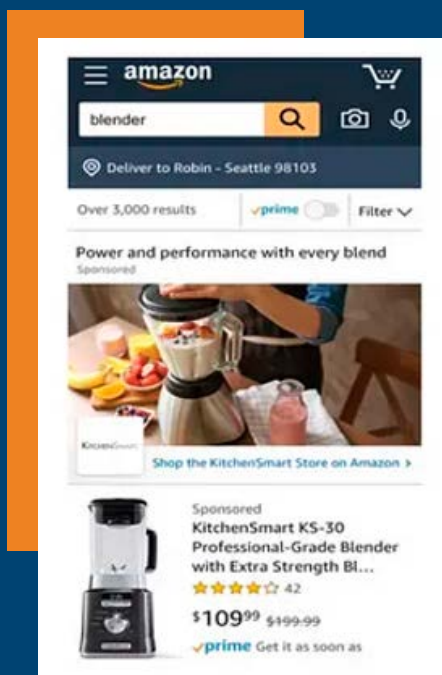 amazon
blender
Deliver to Robin - Seattle 98103
Over 3,000 results
prime
Filter
Power and performance with every blend
Sponsored
KitchenSmart
Shop the KitchenSmart Store on Amazon ›
Sponsored
KitchenSmart KS-30
Professional-Grade Blender
with Extra Strength Bl...
42
$109⁹⁹ $199.99
prime Get it as soon as